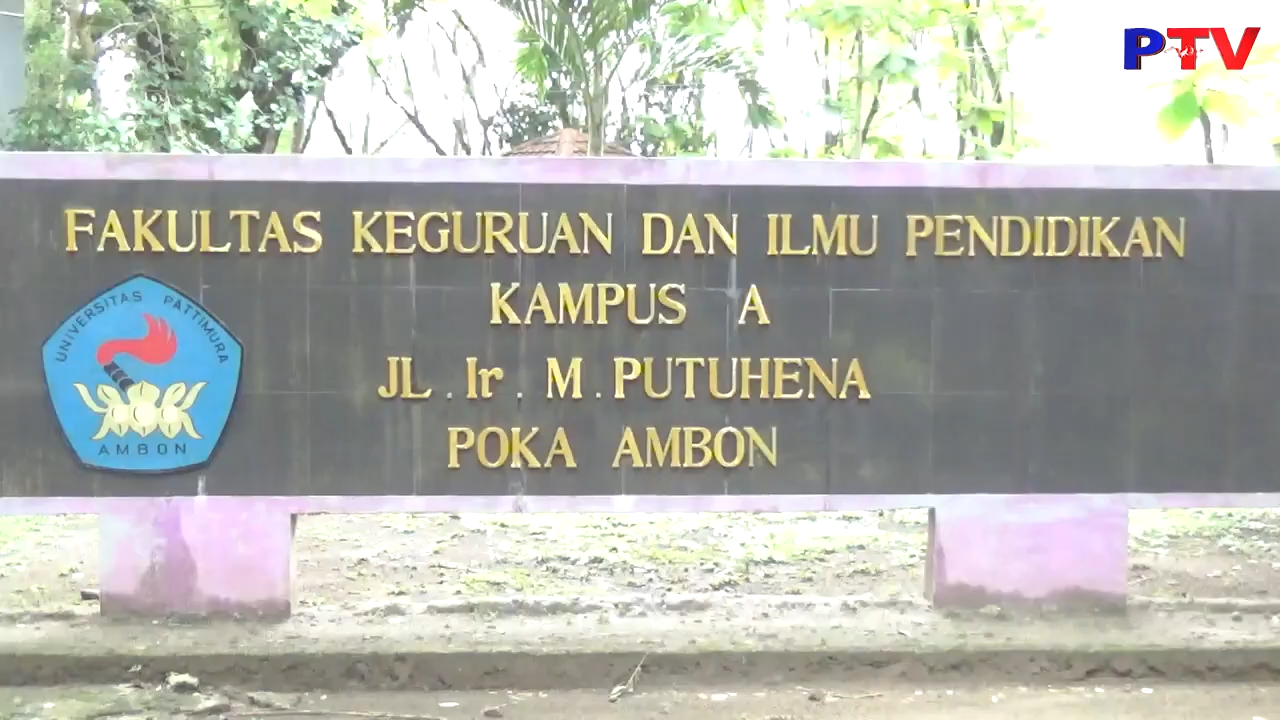 PTV
FAKULTAS KEGURUAN DAN ILMU PENDIDIKAN
KAMPUS A
JL . Ir . M . PUTUHENA
POKA AMBON
UNIVERSITAS PATTIMURA
AMBON